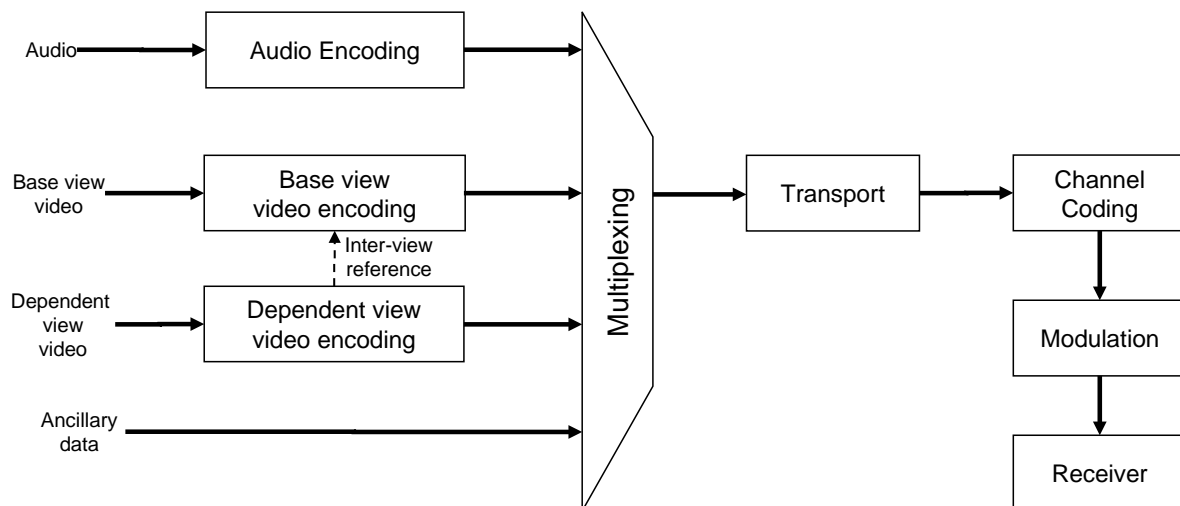 Audio
Audio Encoding
Base view
video
Base view
video encoding
Inter-view
reference
Dependent
view
video
Dependent view
video encoding
Ancillary
data
Multiplexing
Transport
Channel
Coding
Modulation
Receiver